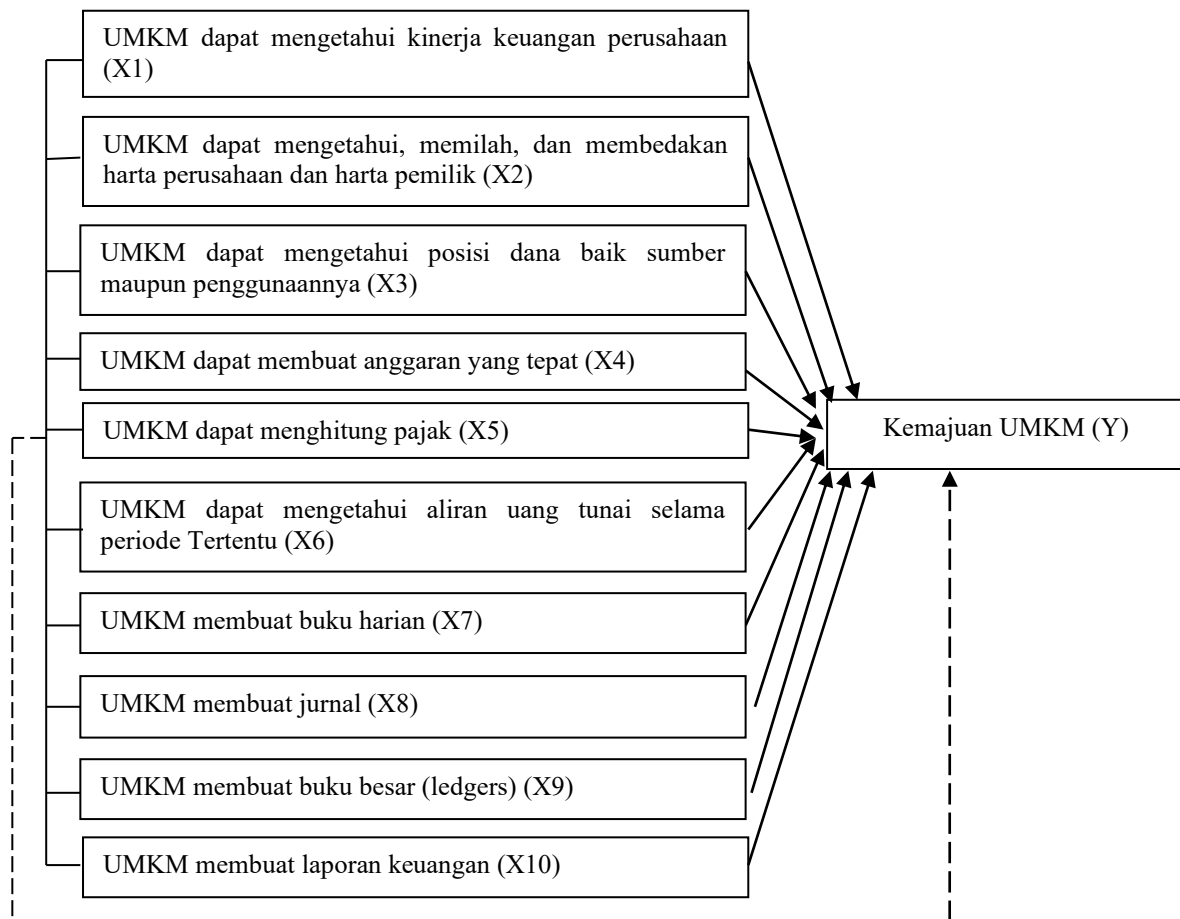 UMKM dapat mengetahui kinerja keuangan perusahaan
(X1)
UMKM dapat mengetahui, memilah, dan membedakan
harta perusahaan dan harta pemilik (X2)
UMKM dapat mengetahui posisi dana baik sumber
maupun penggunaannya (X3)
UMKM dapat membuat anggaran yang tepat (X4)
UMKM dapat menghitung pajak (X5)
Kemajuan UMKM (Y)
UMKM dapat mengetahui aliran uang tunai selama
periode Tertentu (X6)
UMKM membuat buku harian (X7)
UMKM membuat jurnal (X8)
UMKM membuat buku besar (ledgers) (X9)
UMKM membuat laporan keuangan (X10)